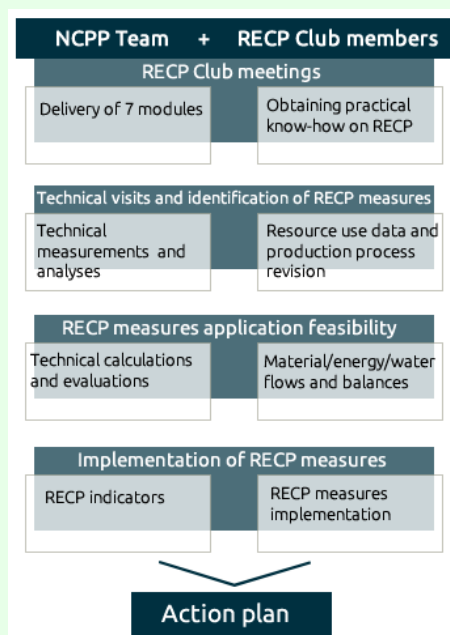 NCPP Team + RECP Club members
RECP Club meetings
Delivery of 7 modules
Obtaining practical
know-how on RECP
Technical visits and identification of RECP measures
Technical
measurements and
analyses
Resource use data and
production process
revision
RECP measures application feasibility
Technical calculations
and evaluations
Material/energy/water
flows and balances
Implementation of RECP measures
RECP indicators
RECP measures
implementation
Action plan